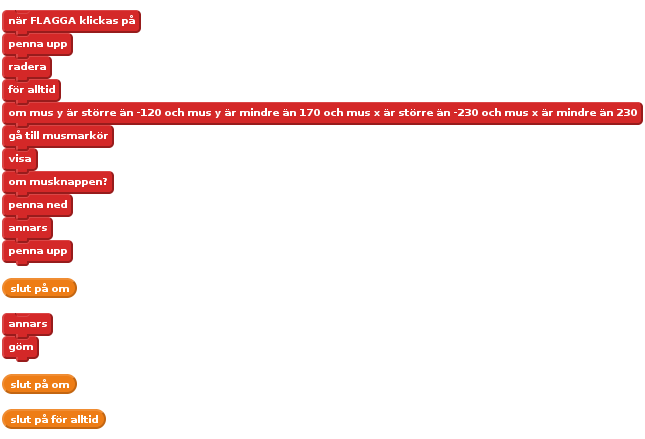 när FLAGGA klickas på
penna upp
radera
för alltid
om mus y är större än -120 och mus y är mindre än 170 och mus x är större än -230 och mus x är mindre än 230
gå till musmarkör
visa
om musknappen?
penna ned
annars
penna upp
slut på om
annars
göm
slut på om
slut på för alltid